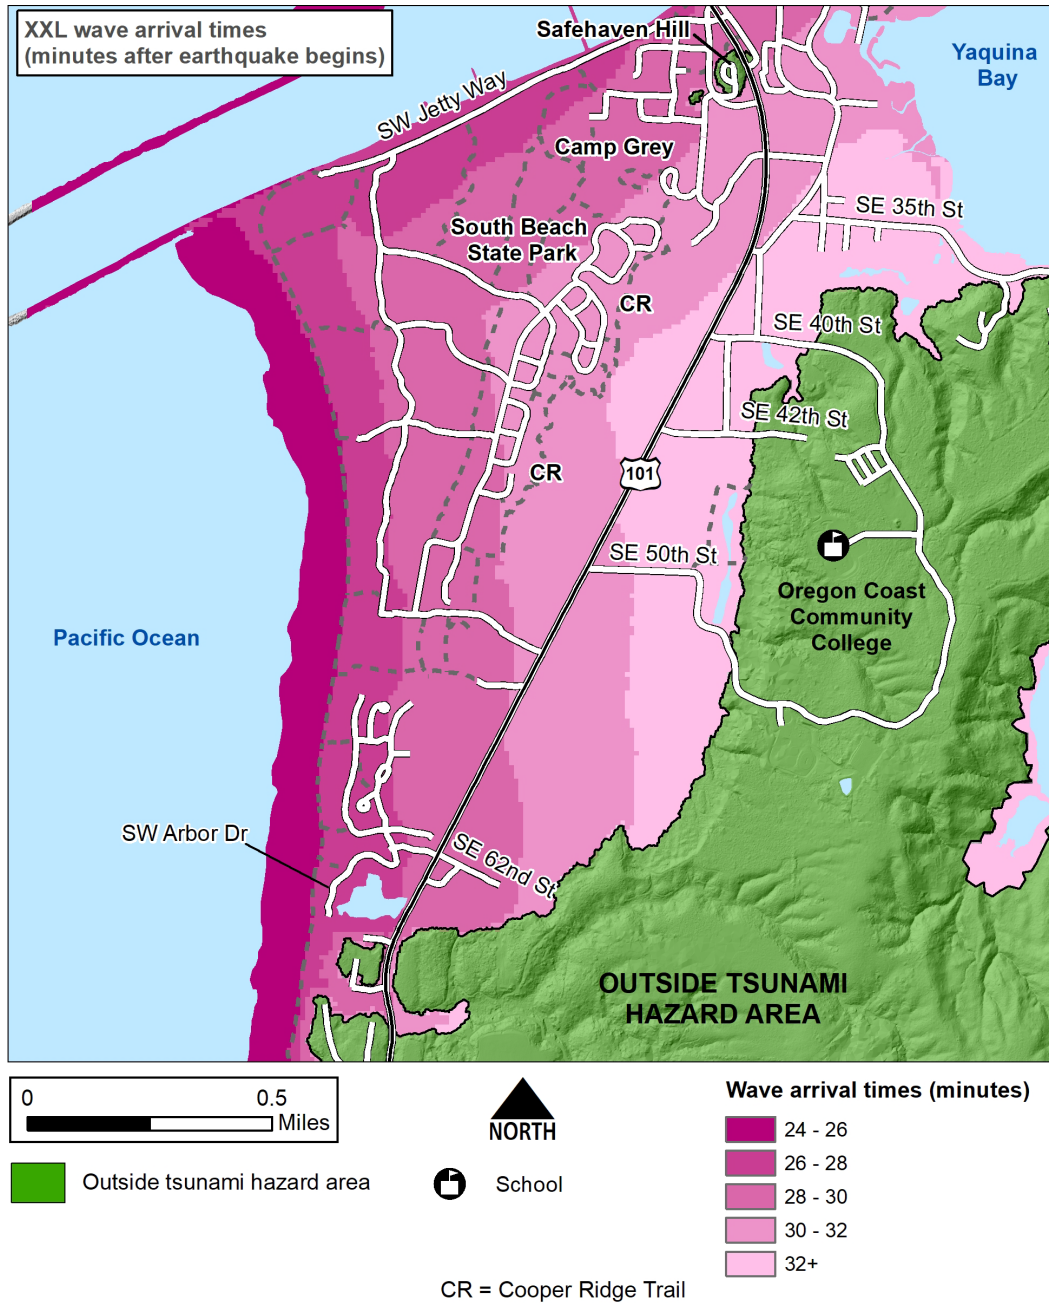 XXL wave arrival times
(minutes after earthquake begins)
Safehaven Hill
Yaquina
Bay
SW Jetty Way
Camp Grey
SE 35th St
South Beach
State Park
CR
SE 40th St
SE 42th St
CR
101
SE 50th St
Oregon Coast
Community
College
Pacific Ocean
SW Arbor Dr
SE 62nd St
OUTSIDE TSUNAMI
HAZARD AREA
0 0.5
Miles
NORTH
Outside tsunami hazard area
School
Wave arrival times (minutes)
24 - 26
26 - 28
28 - 30
30 - 32
32+
CR = Cooper Ridge Trail